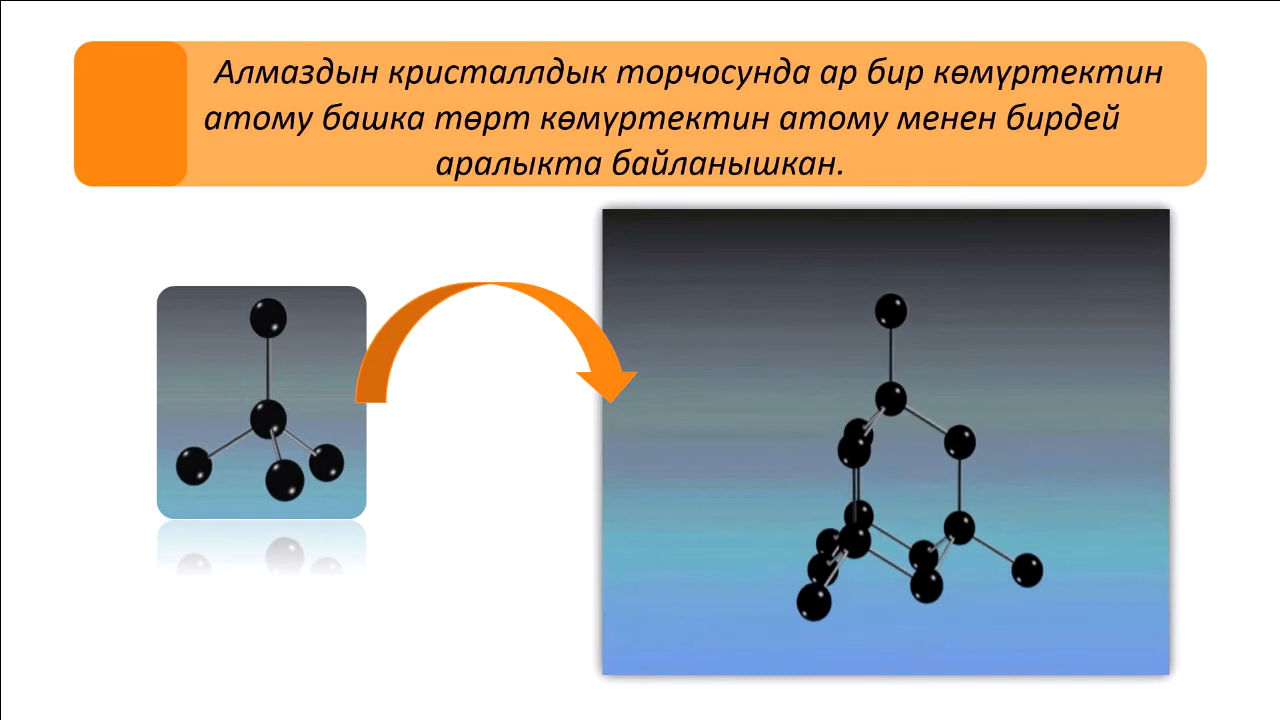 Алмаздын кристаллдык торчосунда ар бир көмүртектин
атому башка төрт көмүртектин атому менен бирдей
аралыкта байланышкан.